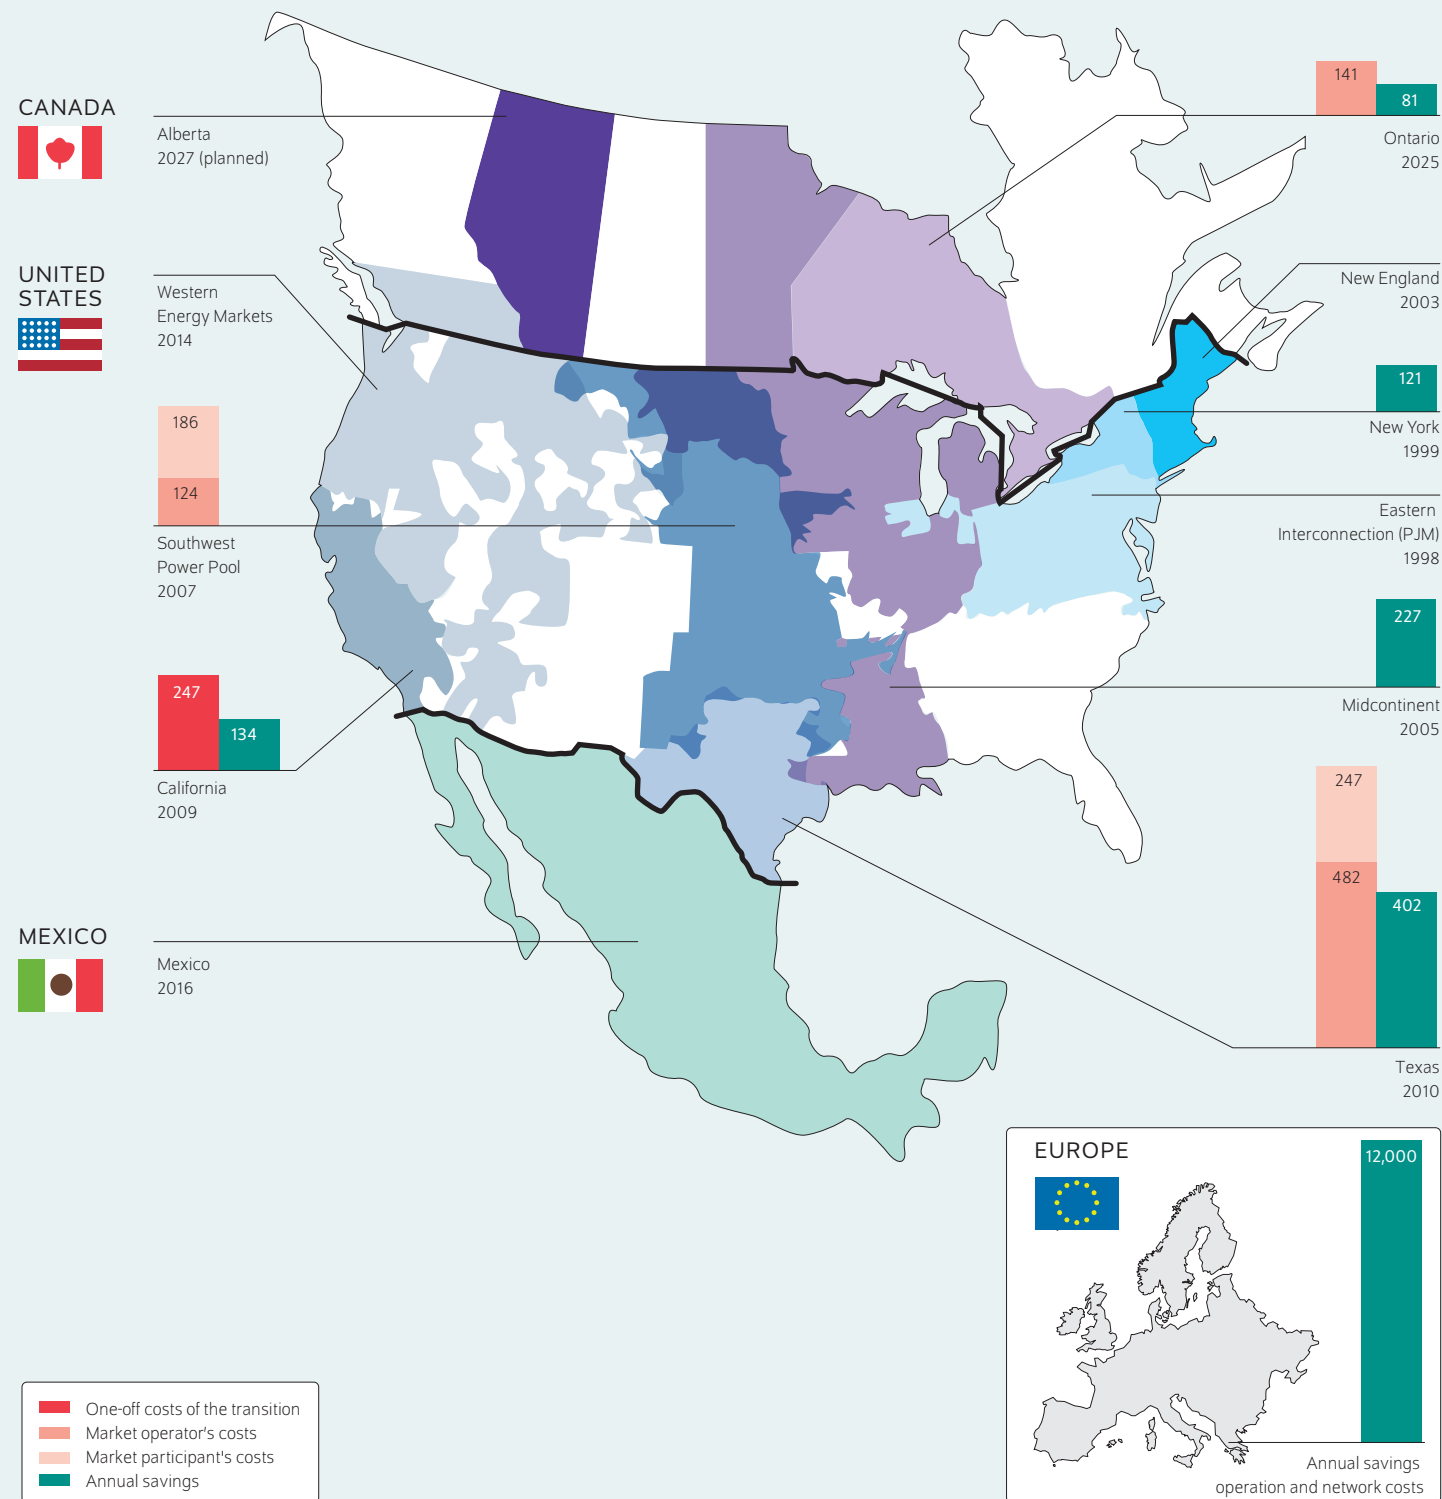 CANADA
Alberta
2027 (planned)
UNITED
STATES
Western
Energy Markets
2014
186
124
Southwest
Power Pool
2007
247
134
California
2009
MEXICO
Mexico
2016
141
81
Ontario
2025
New England
2003
121
New York
1999
Eastern
Interconnection (PJM)
1998
227
Midcontinent
2005
247
482
402
Texas
2010
EUROPE
12,000
Annual savings
operation and network costs
One-off costs of the transition
Market operator's costs
Market participant's costs
Annual savings